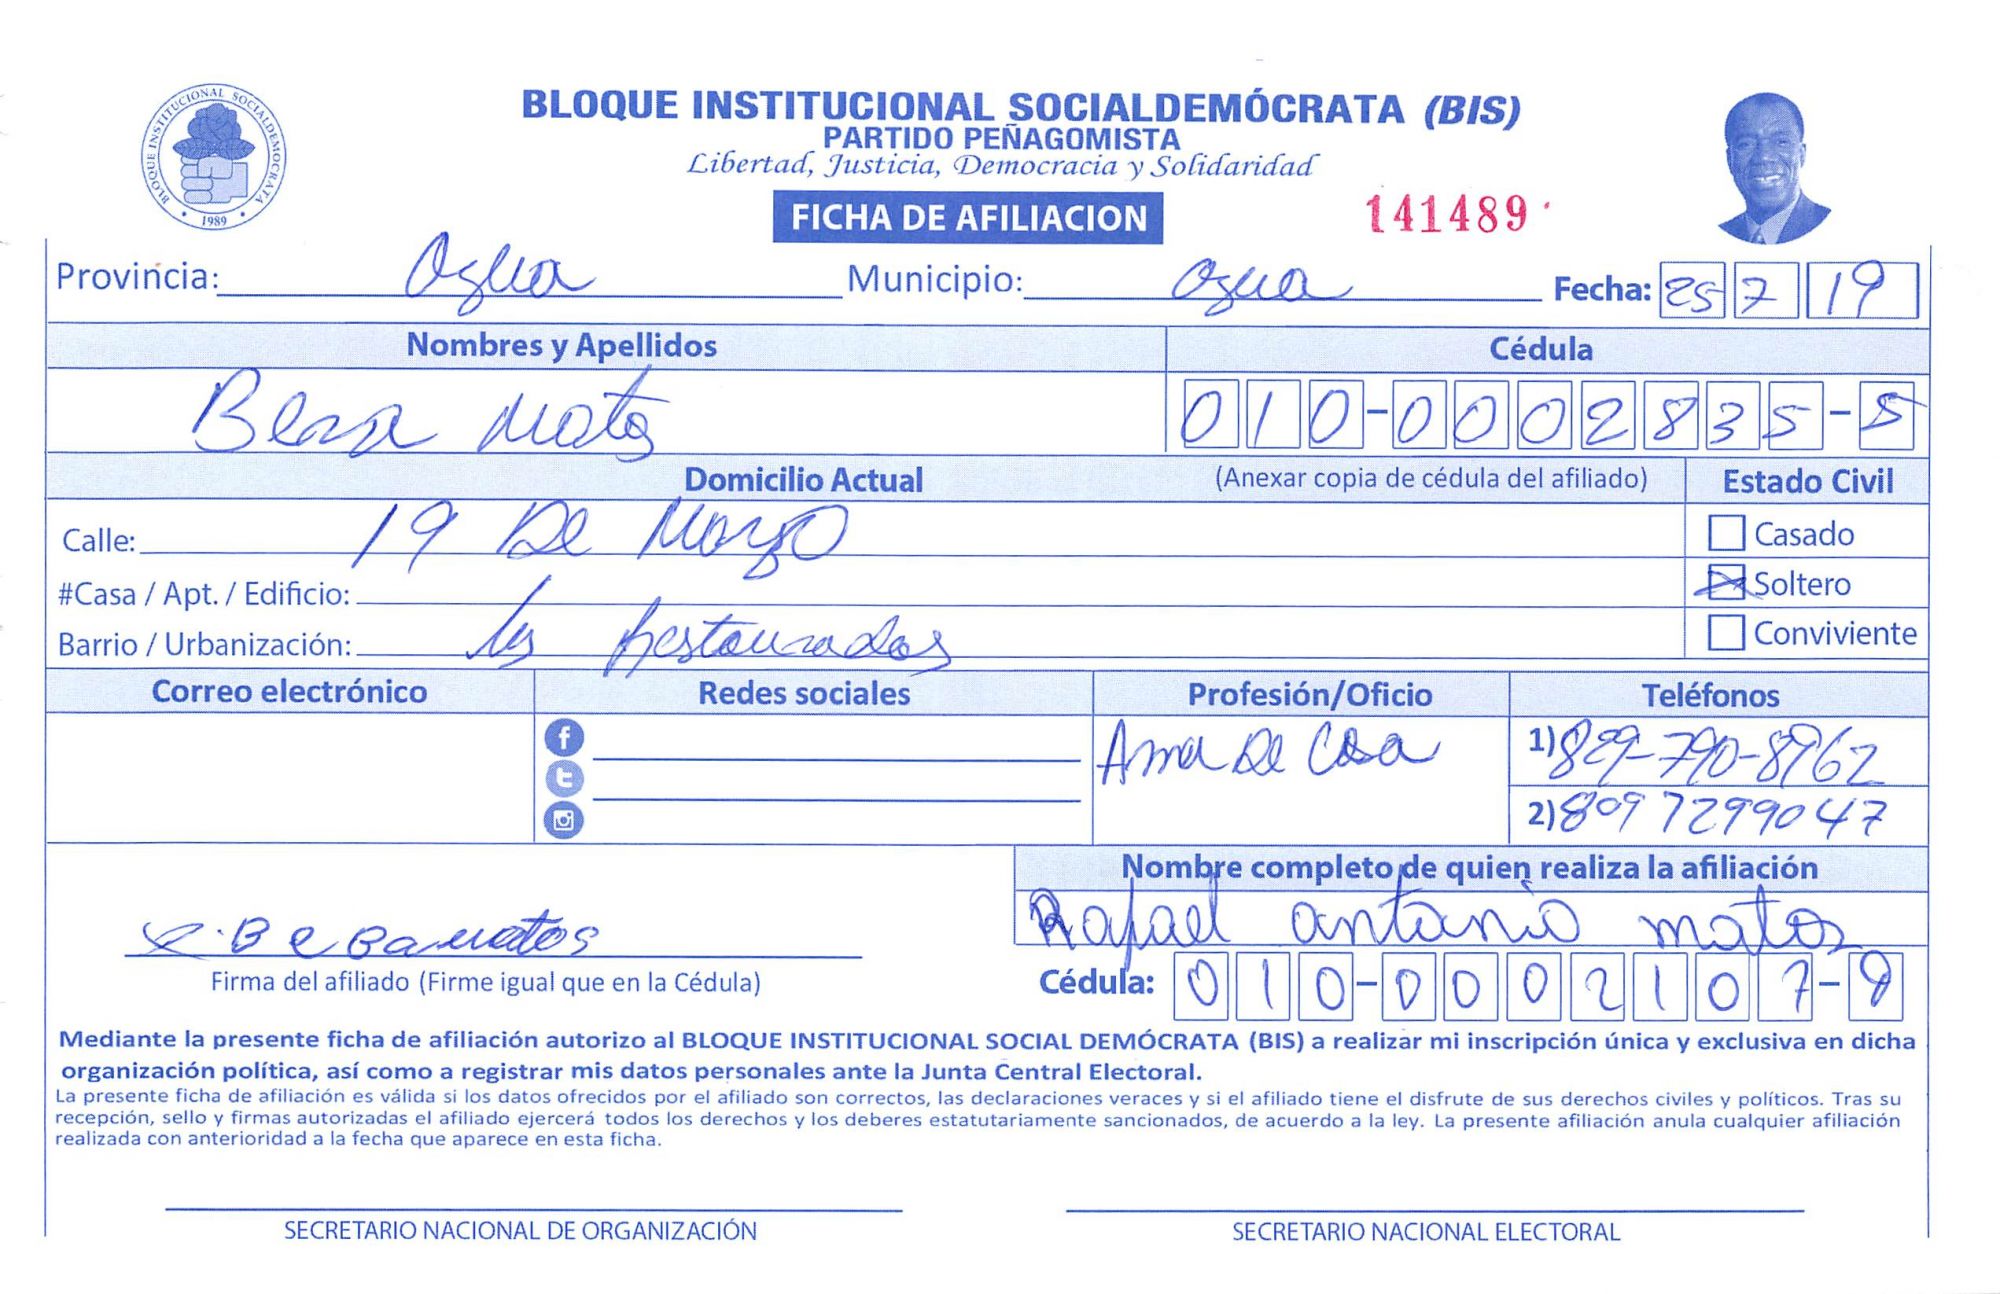 BLOQUE INSTITUCIONAL SOCIALDEMOCRATA
1989
BLOQUE INSTITUCIONAL SOCIALDEMÓCRATA (BIS)
PARTIDO PEÑAGOMISTA
Libertad, Justicia, Democracia y Solidaridad
FICHA DE AFILIACION
141489
Provincia: Azua Municipio: Azua Fecha: 25 7 19
Nombres y Apellidos Cédula
Matos 010-0002835-5
Domicilio Actual (Anexar copia de cédula del afiliado) Estado Civil
Calle: 19 De Marzo Casado
#Casa / Apt. / Edificio: Soltero
Barrio / Urbanización: Los Restauradores Conviviente
Correo electrónico Redes sociales Profesión/Oficio Teléfonos
Ama De Casa 1) 829-790-8962
2) 809 7299047
Nombre completo de quien realiza la afiliación
Rafael antonio matos
Firma del afiliado (Firme igual que en la Cédula) Cédula: 010-0002107-9
Mediante la presente ficha de afiliación autorizo al BLOQUE INSTITUCIONAL SOCIAL DEMÓCRATA (BIS) a realizar mi inscripción única y exclusiva en dicha
organización política, así como a registrar mis datos personales ante la Junta Central Electoral.
La presente ficha de afiliación es válida si los datos ofrecidos por el afiliado son correctos, las declaraciones veraces y si el afiliado tiene el disfrute de sus derechos civiles y políticos. Tras su
recepción, sello y firmas autorizadas el afiliado ejercerá todos los derechos y los deberes estatutariamente sancionados, de acuerdo a la ley. La presente afiliación anula cualquier afiliación
realizada con anterioridad a la fecha que aparece en esta ficha.
SECRETARIO NACIONAL DE ORGANIZACIÓN SECRETARIO NACIONAL ELECTORAL